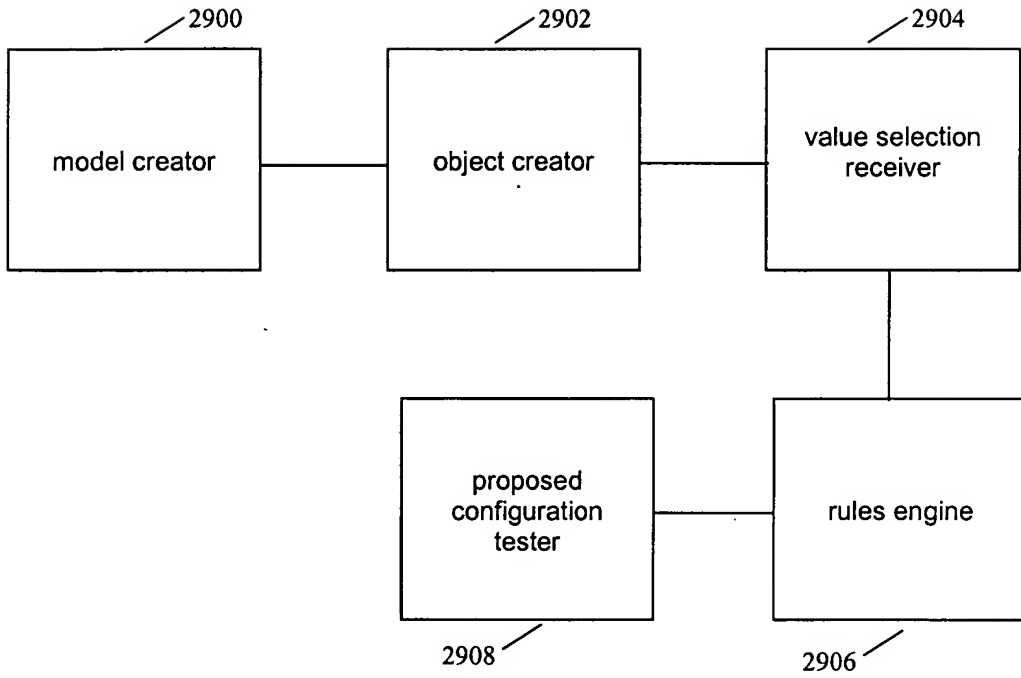 2900
2902
2904
model creator
object creator
value selection
receiver
proposed
configuration
tester
rules engine
2908
2906